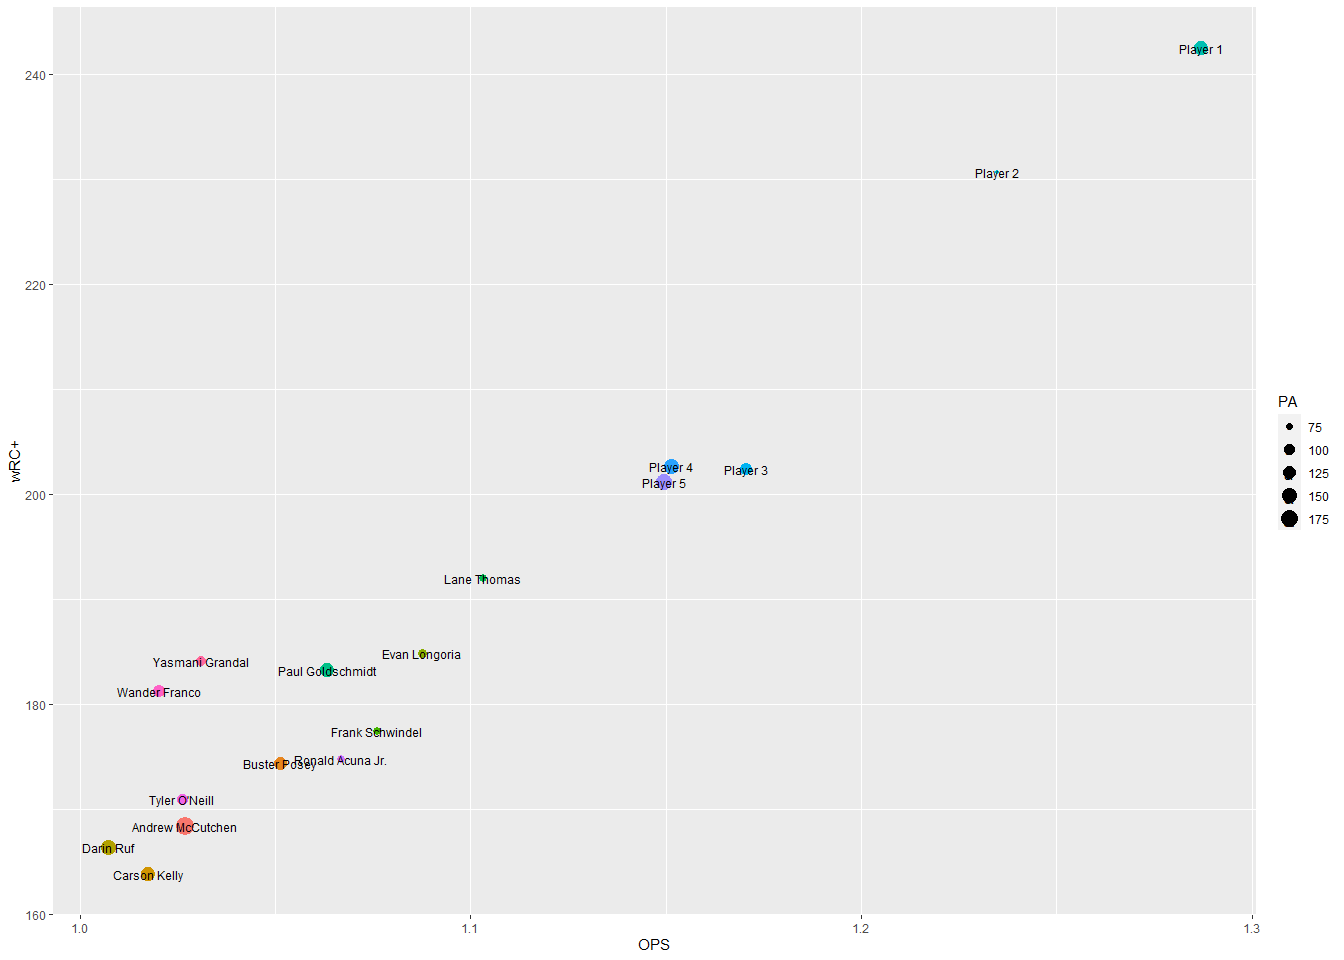 Player 1
240
Player 2
220
wRC+
Player 4
Player 3
Player 5
200
Lane Thomas
Evan Longoria
Yasmani Grandal
Paul Goldschmidt
Wander Franco
180
Frank Schwindel
Ronald Acuna Jr.
Buster Posey
Tyler O'Neill
Andrew McCutchen
Darin Ruf
Carson Kelly
160
1.0
1.1
1.2
1.3
OPS
PA
75
100
125
150
175